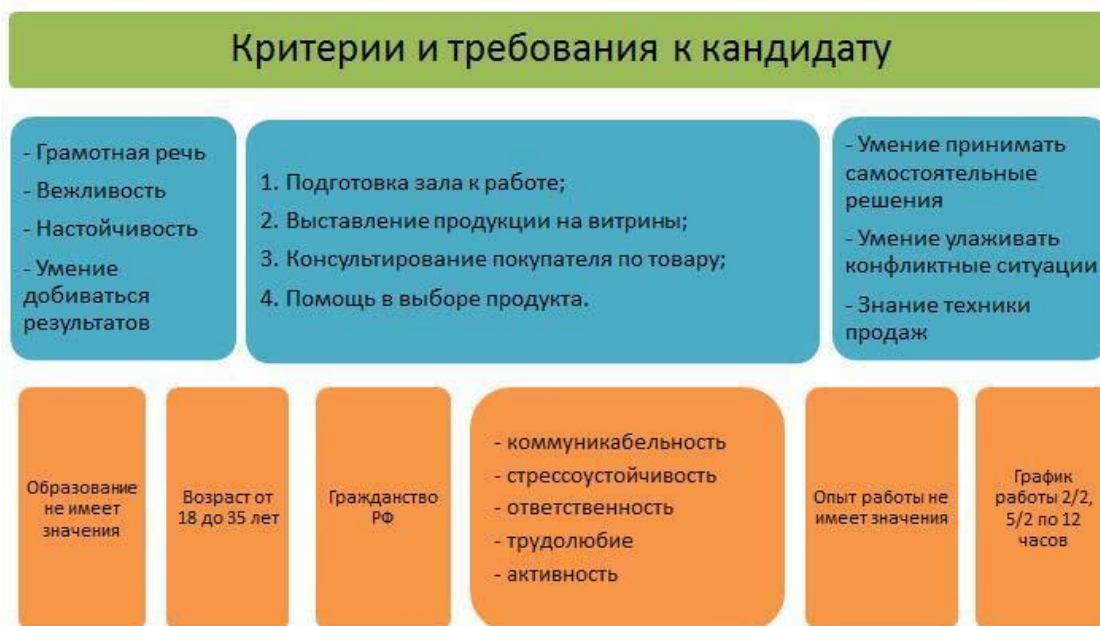 Критерии и требования к кандидату
- Грамотная речь
- Вежливость
- Настойчивость
- Умение
добиваться
результатов
1. Подготовка зала к работе;
2. Выставление продукции на витрины;
3. Консультирование покупателя по товару;
4. Помощь в выборе продукта.
- Умение принимать
самостоятельные
решения
- Умение улаживать
конфликтные ситуации
- Знание техники
продаж
Образование
не имеет
значения
Возраст от
18 до 35 лет
Гражданство
РФ
- коммуникабельность
- стрессоустойчивость
- ответственность
- трудолюбие
- активность
Опыт работы не
имеет значения
График
работы 2/2,
5/2 по 12
часов